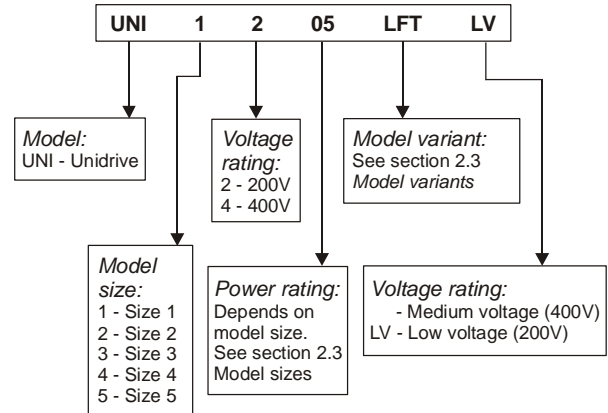 UNI 1 2 05 LFT LV
Model:
UNI - Unidrive
Voltage
rating:
2 - 200V
4 - 400V
Model variant:
See section 2.3
Model variants
Model
size:
1 - Size 1
2 - Size 2
3 - Size 3
4 - Size 4
5 - Size 5
Power rating:
Depends on
model size.
See section 2.3
Model sizes
Voltage rating:
- Medium voltage (400V)
LV - Low voltage (200V)